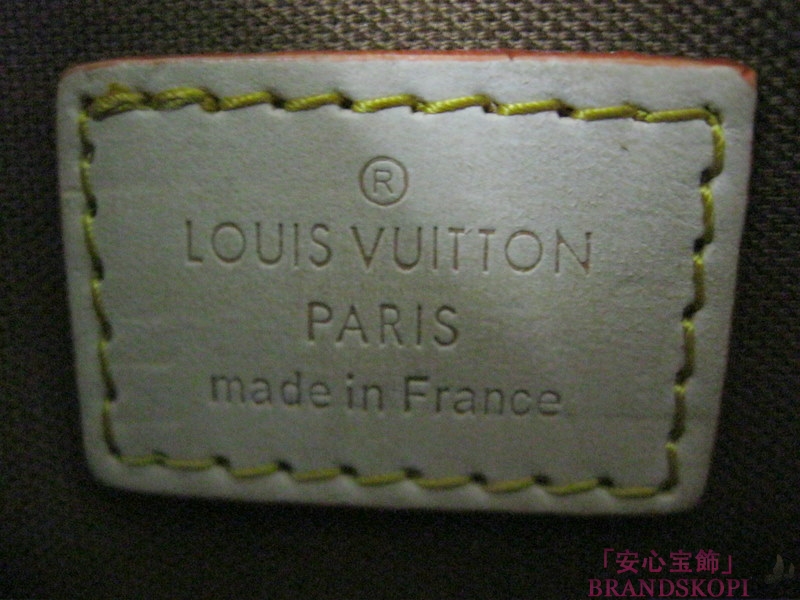 ®
LOUIS VUITTON
PARIS
made in France
「安心宝飾」
BRANDSKOPI